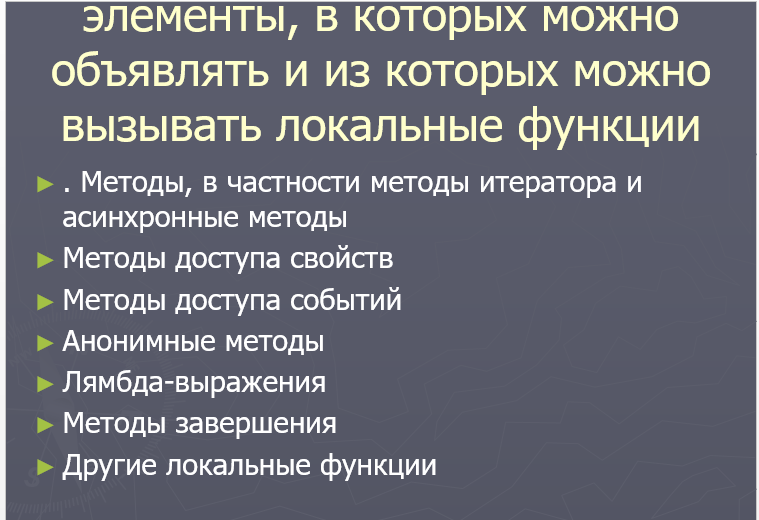 элементы, в которых можно
объявлять и из которых можно
вызывать локальные функции
► . Методы, в частности методы итератора и
асинхронные методы
► Методы доступа свойств
► Методы доступа событий
► Анонимные методы
► Лямбда-выражения
► Методы завершения
► Другие локальные функции